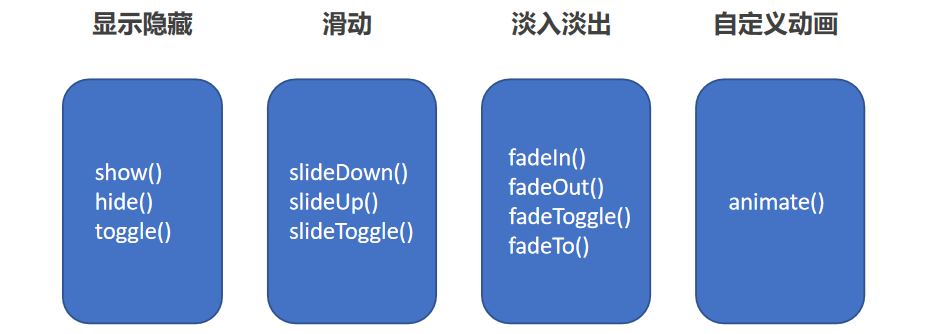 显示隐藏
滑动
淡入淡出
自定义动画
show()
hide()
toggle()
slideDown()
slideUp()
slideToggle()
fadeIn()
fadeOut()
fadeToggle()
fadeTo()
animate()